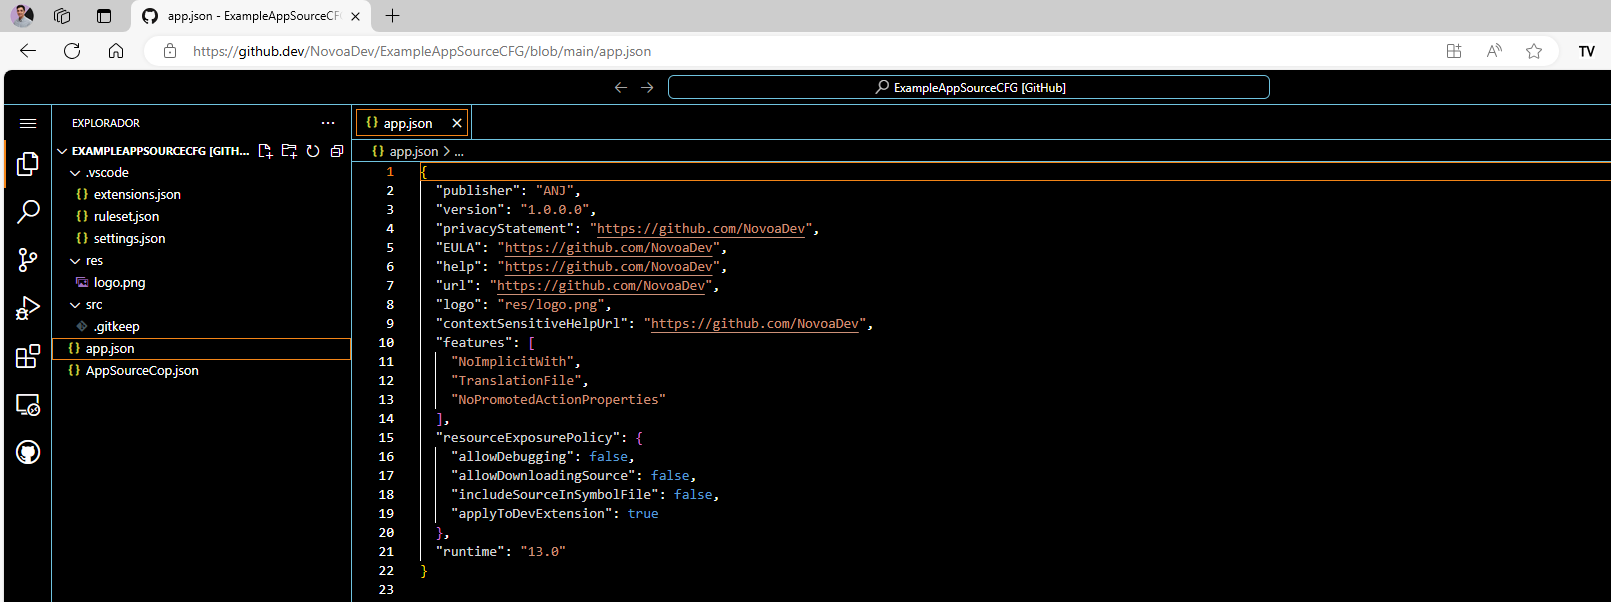 app.json - ExampleAppSourceCF
https://github.dev/NovoaDev/ExampleAppSourceCFG/blob/main/app.json
TV
ExampleAppSourceCFG [GitHub]
EXPLORADOR
EXAMPLEAPPSOURCECFG [GITH...
.vscode
extensions.json
ruleset.json
settings.json
res
logo.png
src
.gitkeep
app.json
AppSourceCop.json
app.json
app.json > ...
1 {
2 "publisher": "ANJ",
3 "version": "1.0.0.0",
4 "privacyStatement": "https://github.com/NovoaDev",
5 "EULA": "https://github.com/NovoaDev",
6 "help": "https://github.com/NovoaDev",
7 "url": "https://github.com/NovoaDev",
8 "logo": "res/logo.png",
9 "contextSensitiveHelpUrl": "https://github.com/NovoaDev",
10 "features": [
11 "NoImplicitWith",
12 "TranslationFile",
13 "NoPromotedActionProperties"
14 ],
15 "resourceExposurePolicy": {
16 "allowDebugging": false,
17 "allowDownloadingSource": false,
18 "includeSourceInSymbolFile": false,
19 "applyToDevExtension": true
20 },
21 "runtime": "13.0"
22 }
23